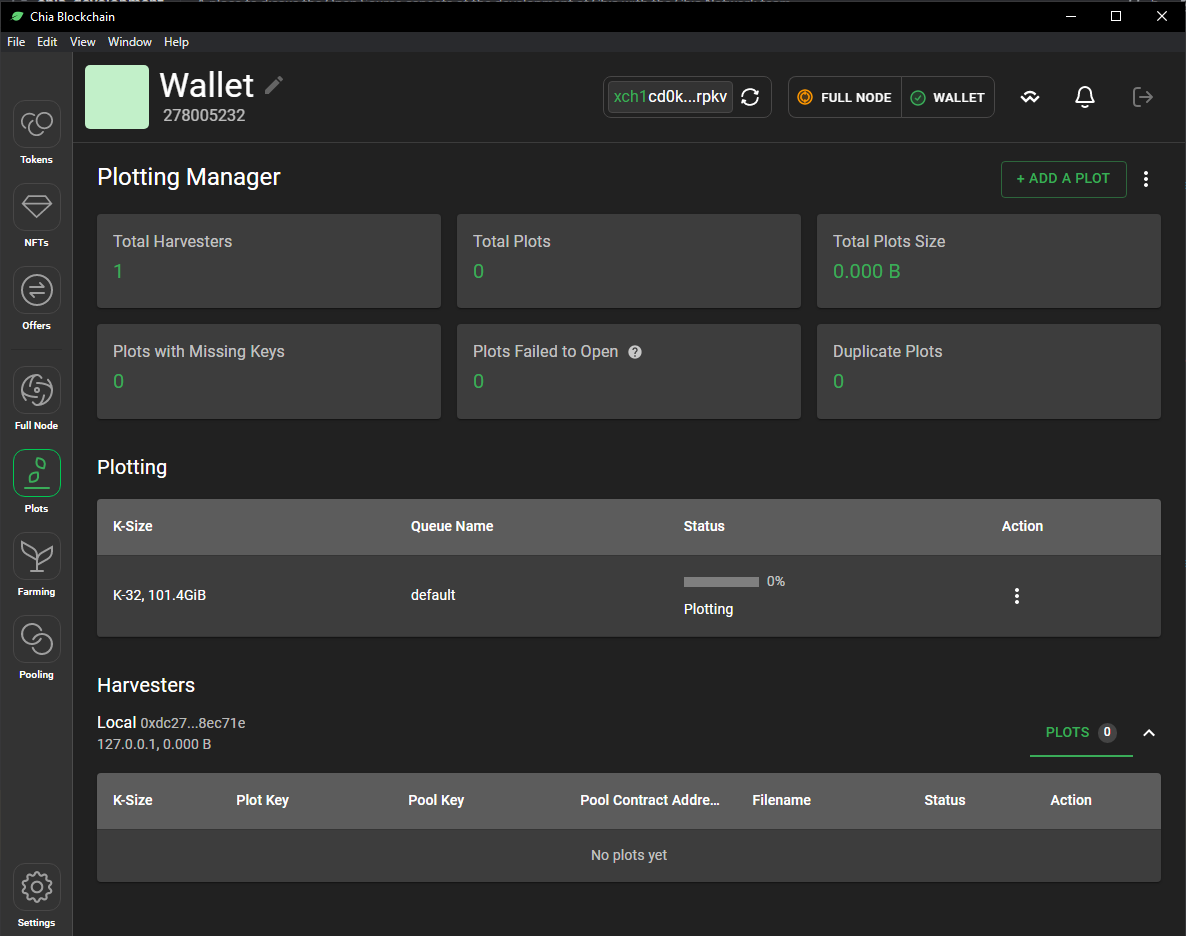 Chia Blockchain
File Edit View Window Help
Wallet
278005232
xch1cd0k...rpkv
FULL NODE
WALLET
Tokens
NFTs
Offers
Full Node
Plots
Farming
Pooling
Settings
Plotting Manager
+ ADD A PLOT
Total Harvesters
1
Total Plots
0
Total Plots Size
0.000 B
Plots with Missing Keys
0
Plots Failed to Open ?
0
Duplicate Plots
0
Plotting
K-Size Queue Name Status Action
K-32, 101.4GiB default 0%
Plotting
Harvesters
Local 0xdc27...8ec71e
127.0.0.1, 0.000 B
PLOTS 0
K-Size Plot Key Pool Key Pool Contract Addre... Filename Status Action
No plots yet